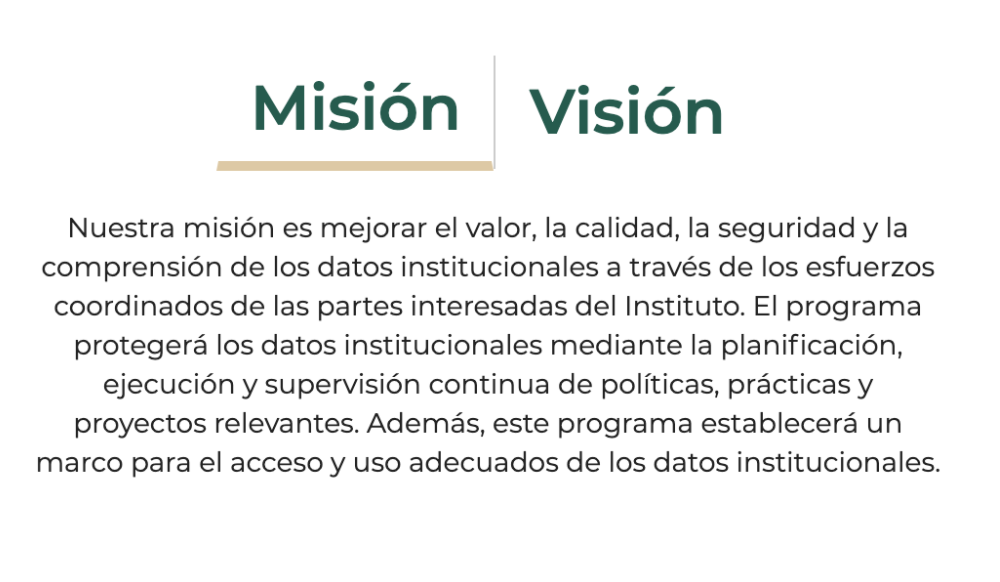 Misión
Visión
Nuestra misión es mejorar el valor, la calidad, la seguridad y la
comprensión de los datos institucionales a través de los esfuerzos
coordinados de las partes interesadas del Instituto. El programa
protegerá los datos institucionales mediante la planificación,
ejecución y supervisión continua de políticas, prácticas y
proyectos relevantes. Además, este programa establecerá un
marco para el acceso y uso adecuados de los datos institucionales.